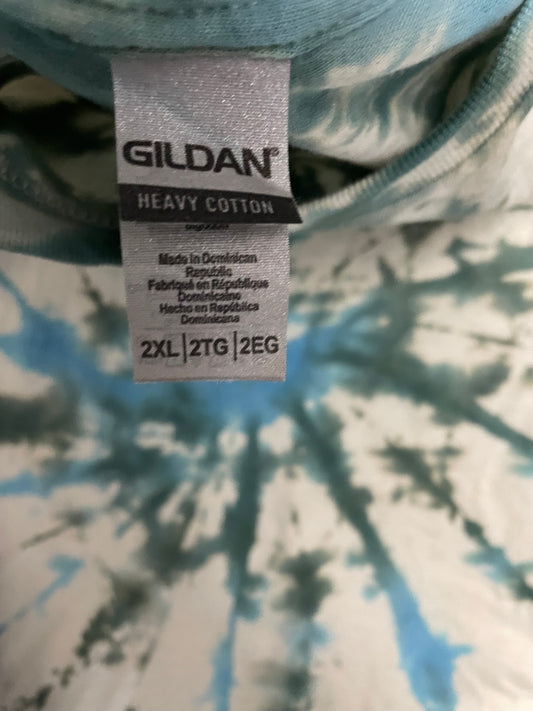 GILDAN®
HEAVY COTTON
Made in Dominican
Republic
Fabriqué en République
Dominicaine
Hecho en República
Dominicana
2XL|2TG|2EG